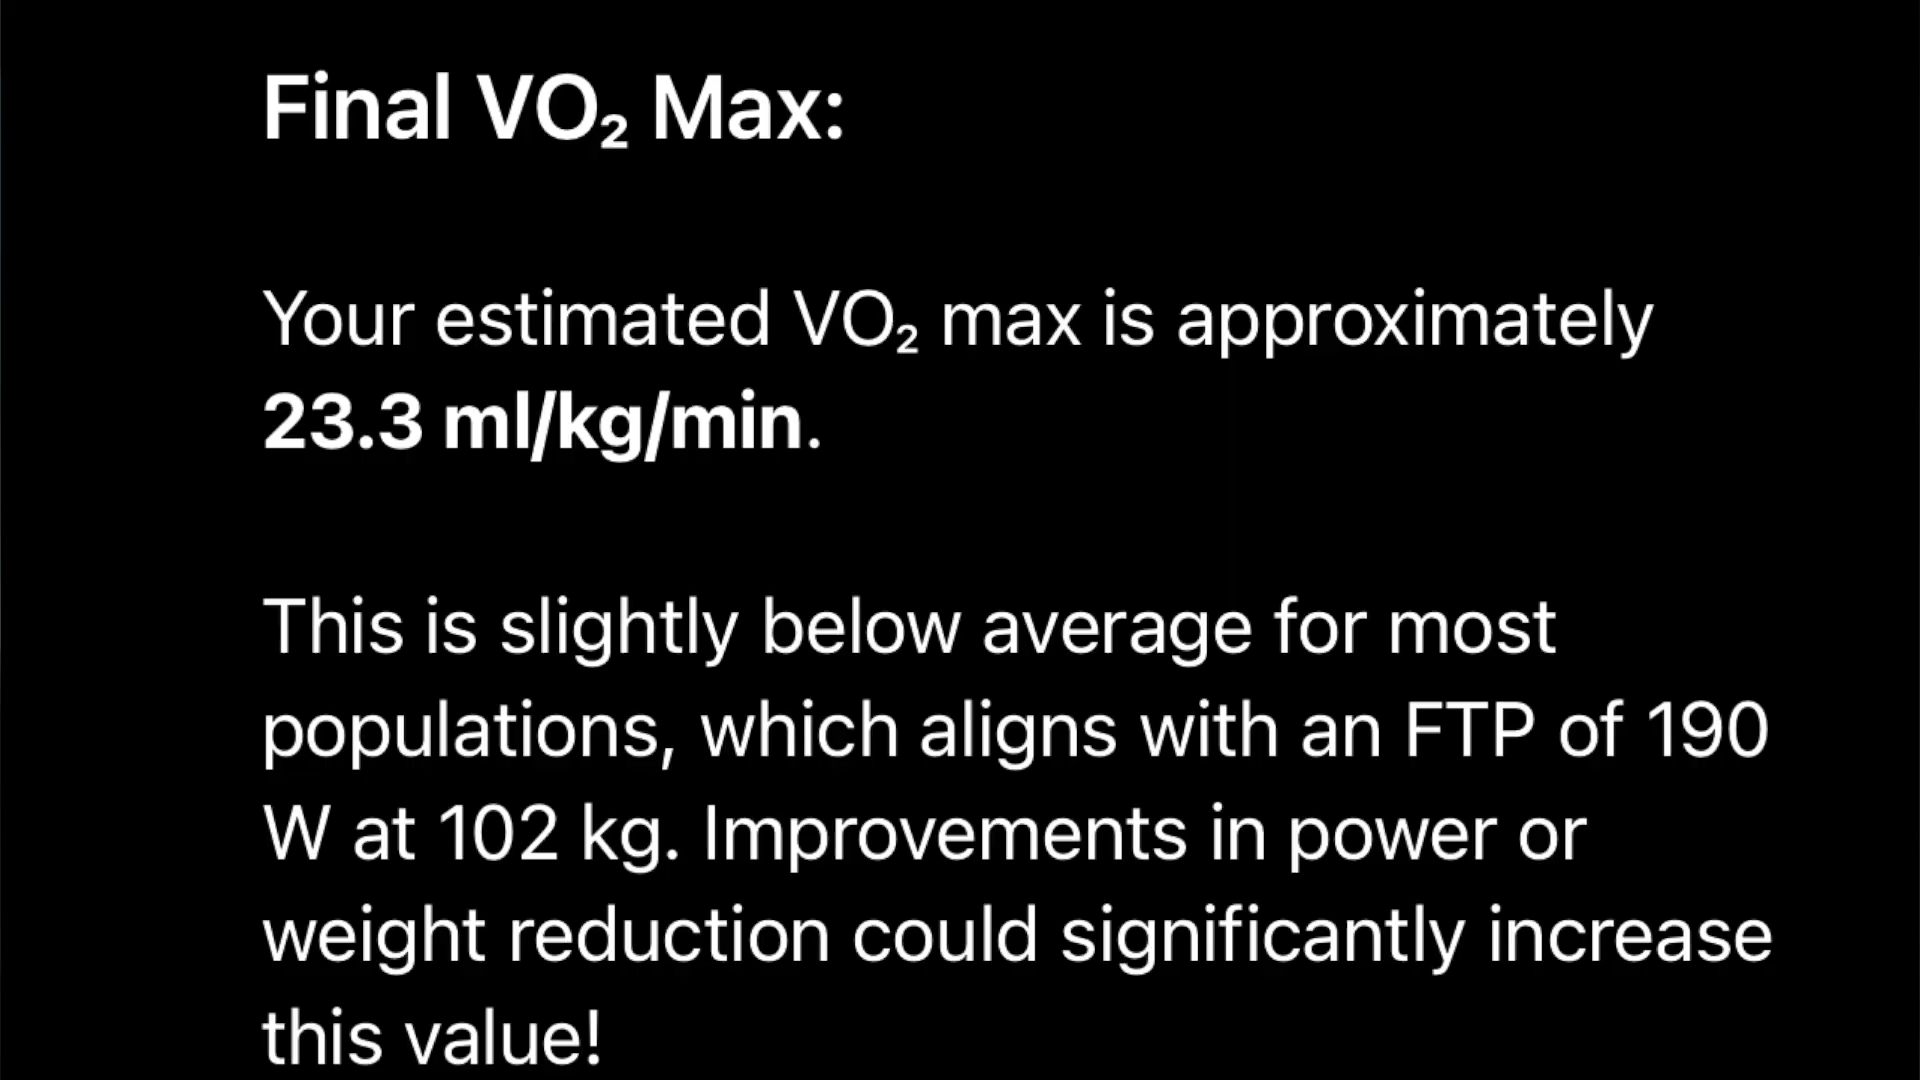 Final VO₂ Max:
Your estimated VO₂ max is approximately
23.3 ml/kg/min.
This is slightly below average for most
populations, which aligns with an FTP of 190
W at 102 kg. Improvements in power or
weight reduction could significantly increase
this value!